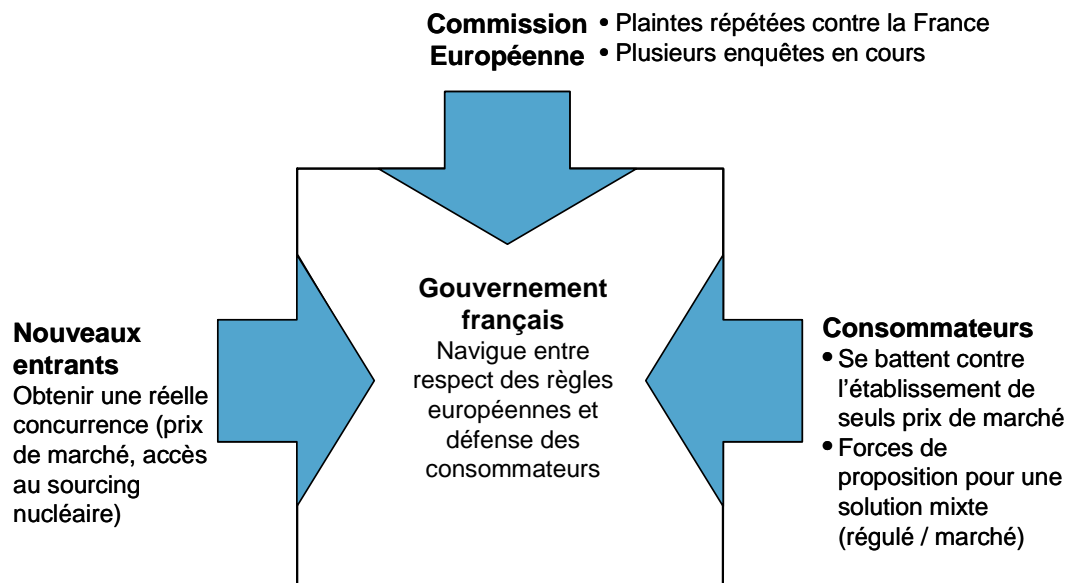 Commission
Européenne
• Plaintes répétées contre la France
• Plusieurs enquêtes en cours
Gouvernement
français
Navigue entre
respect des règles
européennes et
défense des
consommateurs
Nouveaux
entrants
Obtenir une réelle
concurrence (prix
de marché, accès
au sourcing
nucléaire)
Consommateurs
• Se battent contre
l'établissement de
seuls prix de marché
• Forces de
proposition pour une
solution mixte
(régulé / marché)